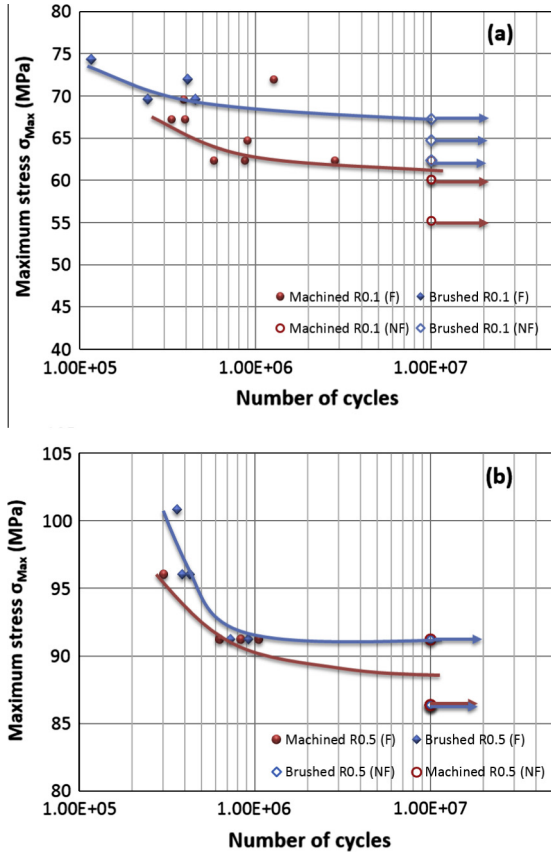 80
75
70
65
60
55
50
45
40
Maximum stress σMax (MPa)
(a)
Machined R0.1 (F)
Brushed R0.1 (F)
Machined R0.1 (NF)
Brushed R0.1 (NF)
1.00E+05
1.00E+06
1.00E+07
Number of cycles
105
100
95
90
85
80
Maximum stress σMax (MPa)
(b)
Machined R0.5 (F)
Brushed R0.5 (F)
Brushed R0.5 (NF)
Machined R0.5 (NF)
1.00E+05
1.00E+06
1.00E+07
Number of cycles